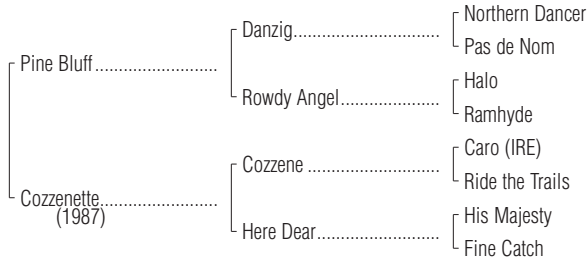 Northern Dancer
Danzig
Pas de Nom
Pine Bluff
Halo
Rowdy Angel
Ramhyde
Caro (IRE)
Cozzene
Ride the Trails
Cozzenette
(1987)
His Majesty
Here Dear
Fine Catch